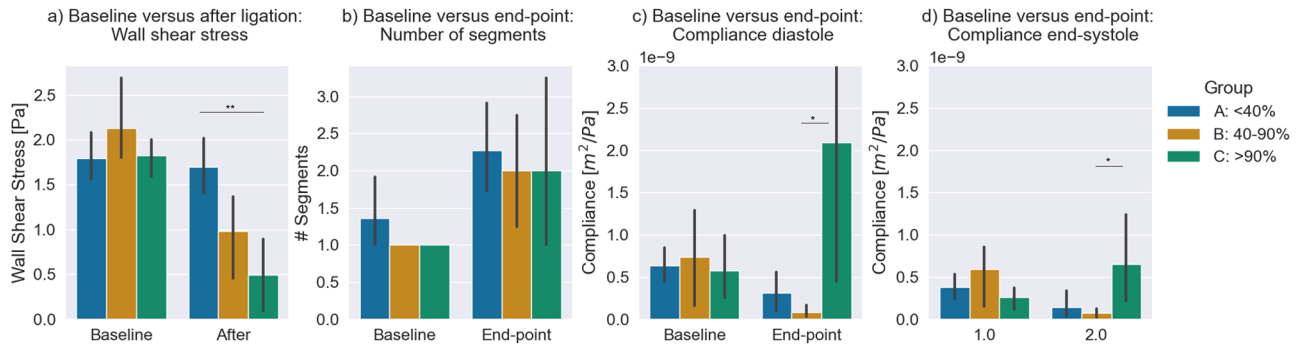 a) Baseline versus after ligation:
Wall shear stress
b) Baseline versus end-point:
Number of segments
c) Baseline versus end-point:
Compliance diastole
d) Baseline versus end-point:
Compliance end-systole
Wall Shear Stress [Pa]
2.5
2.0
1.5
1.0
0.5
0.0
**
Baseline
After
# Segments
3.0
2.5
2.0
1.5
1.0
0.5
0.0
Baseline
End-point
1e−9
Compliance [m²/Pa]
3.0
2.5
2.0
1.5
1.0
0.5
0.0
*
Baseline
End-point
1e−9
Compliance [m²/Pa]
3.0
2.5
2.0
1.5
1.0
0.5
0.0
*
1.0
2.0
Group
A: <40%
B: 40-90%
C: >90%